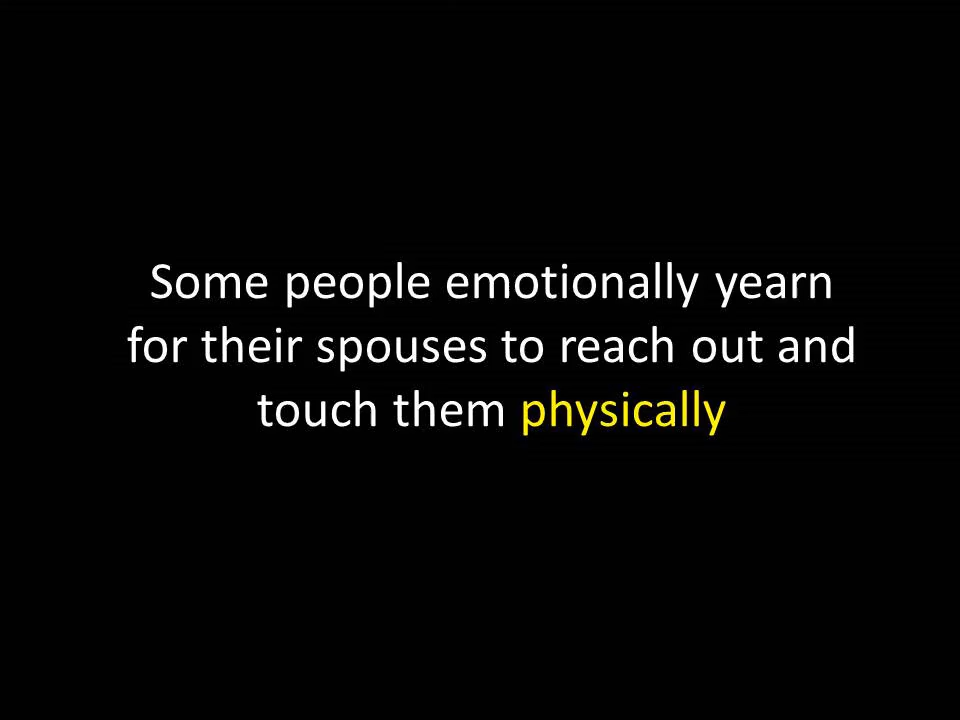 Some people emotionally yearn
for their spouses to reach out and
touch them physically